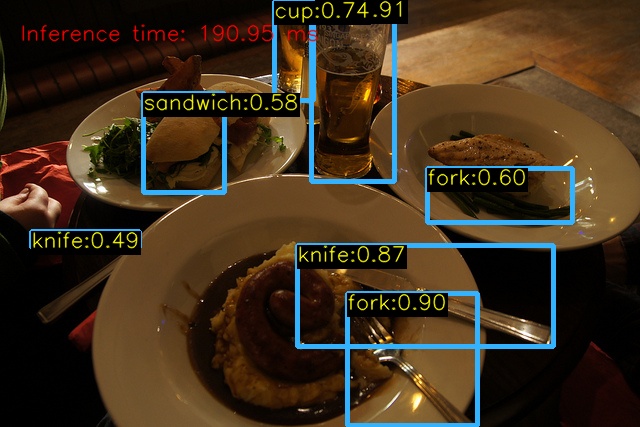 cup:0.74.91
Inference time: 190.95 ms
sandwich:0.58
fork:0.60
knife:0.49
knife:0.87
fork:0.90